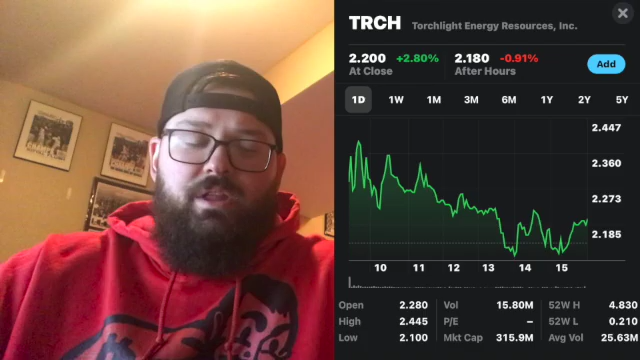 TRCH Torchlight Energy Resources, Inc.
2.200 +2.80% 2.180 -0.91%
At Close After Hours
Add
1D 1W 1M 3M 6M 1Y 2Y 5Y
2.447
2.360
2.273
2.185
10 11 12 13 14 15
Open 2.280 Vol 15.80M 52W H 4.830
High 2.445 P/E – 52W L 0.210
Low 2.100 Mkt Cap 315.9M Avg Vol 25.63M